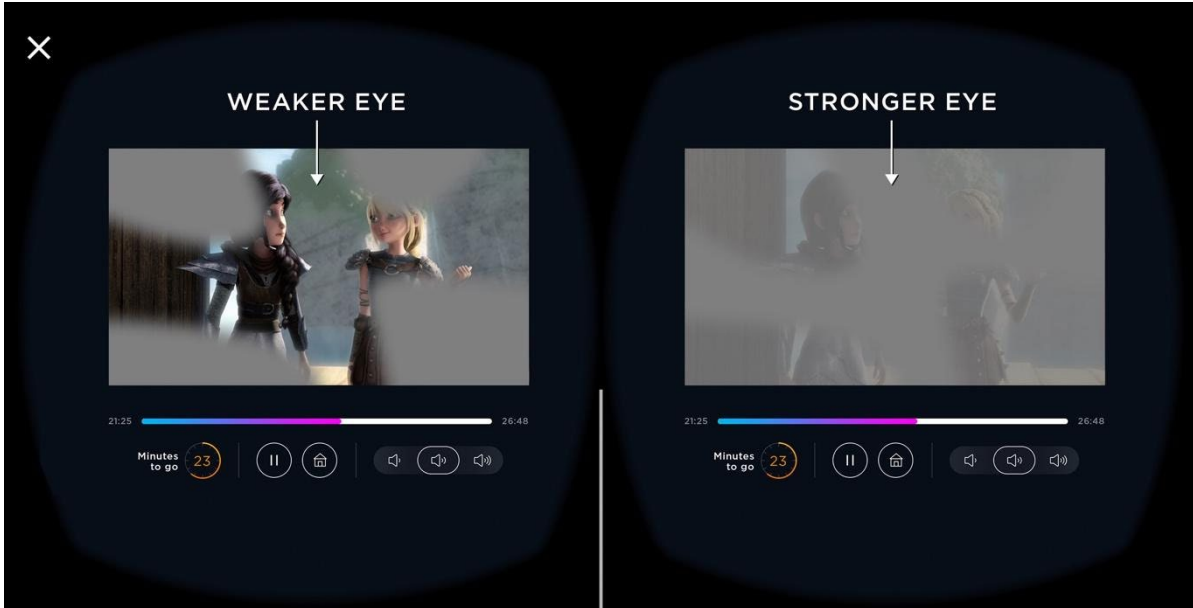 WEAKER EYE
STRONGER EYE
21:25
26:48
Minutes
to go
23
21:25
26:48
Minutes
to go
23